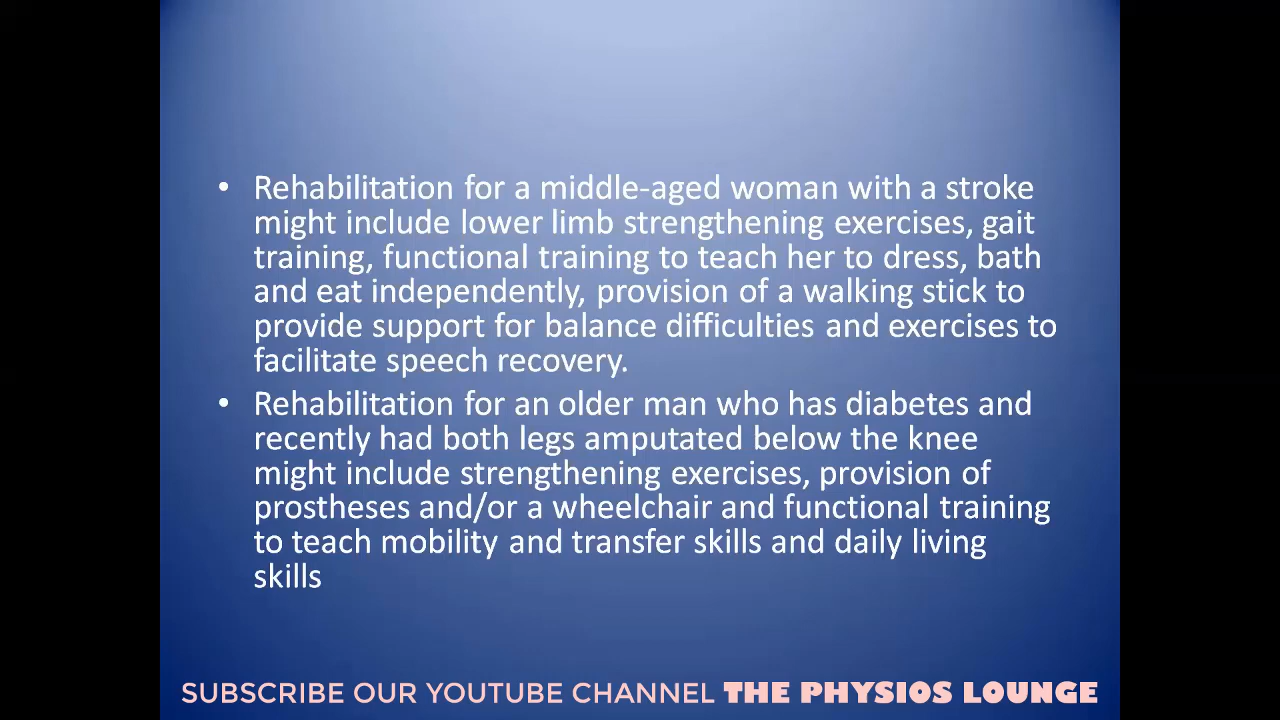 • Rehabilitation for a middle-aged woman with a stroke
might include lower limb strengthening exercises, gait
training, functional training to teach her to dress, bath
and eat independently, provision of a walking stick to
provide support for balance difficulties and exercises to
facilitate speech recovery.
• Rehabilitation for an older man who has diabetes and
recently had both legs amputated below the knee
might include strengthening exercises, provision of
prostheses and/or a wheelchair and functional training
to teach mobility and transfer skills and daily living
skills
SUBSCRIBE OUR YOUTUBE CHANNEL THE PHYSIOS LOUNGE